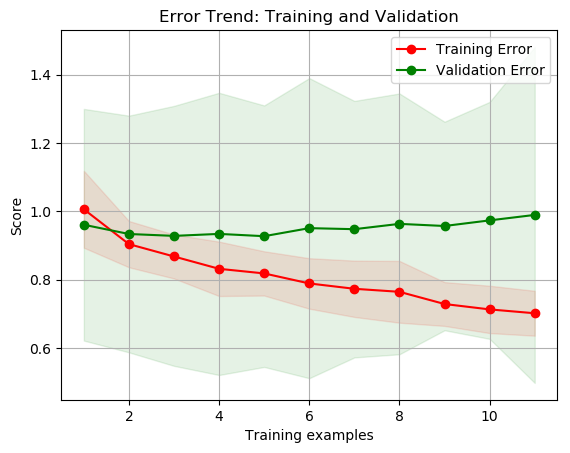 Error Trend: Training and Validation
Training Error
Validation Error
1.4
1.2
1.0
0.8
0.6
Score
2 4 6 8 10
Training examples